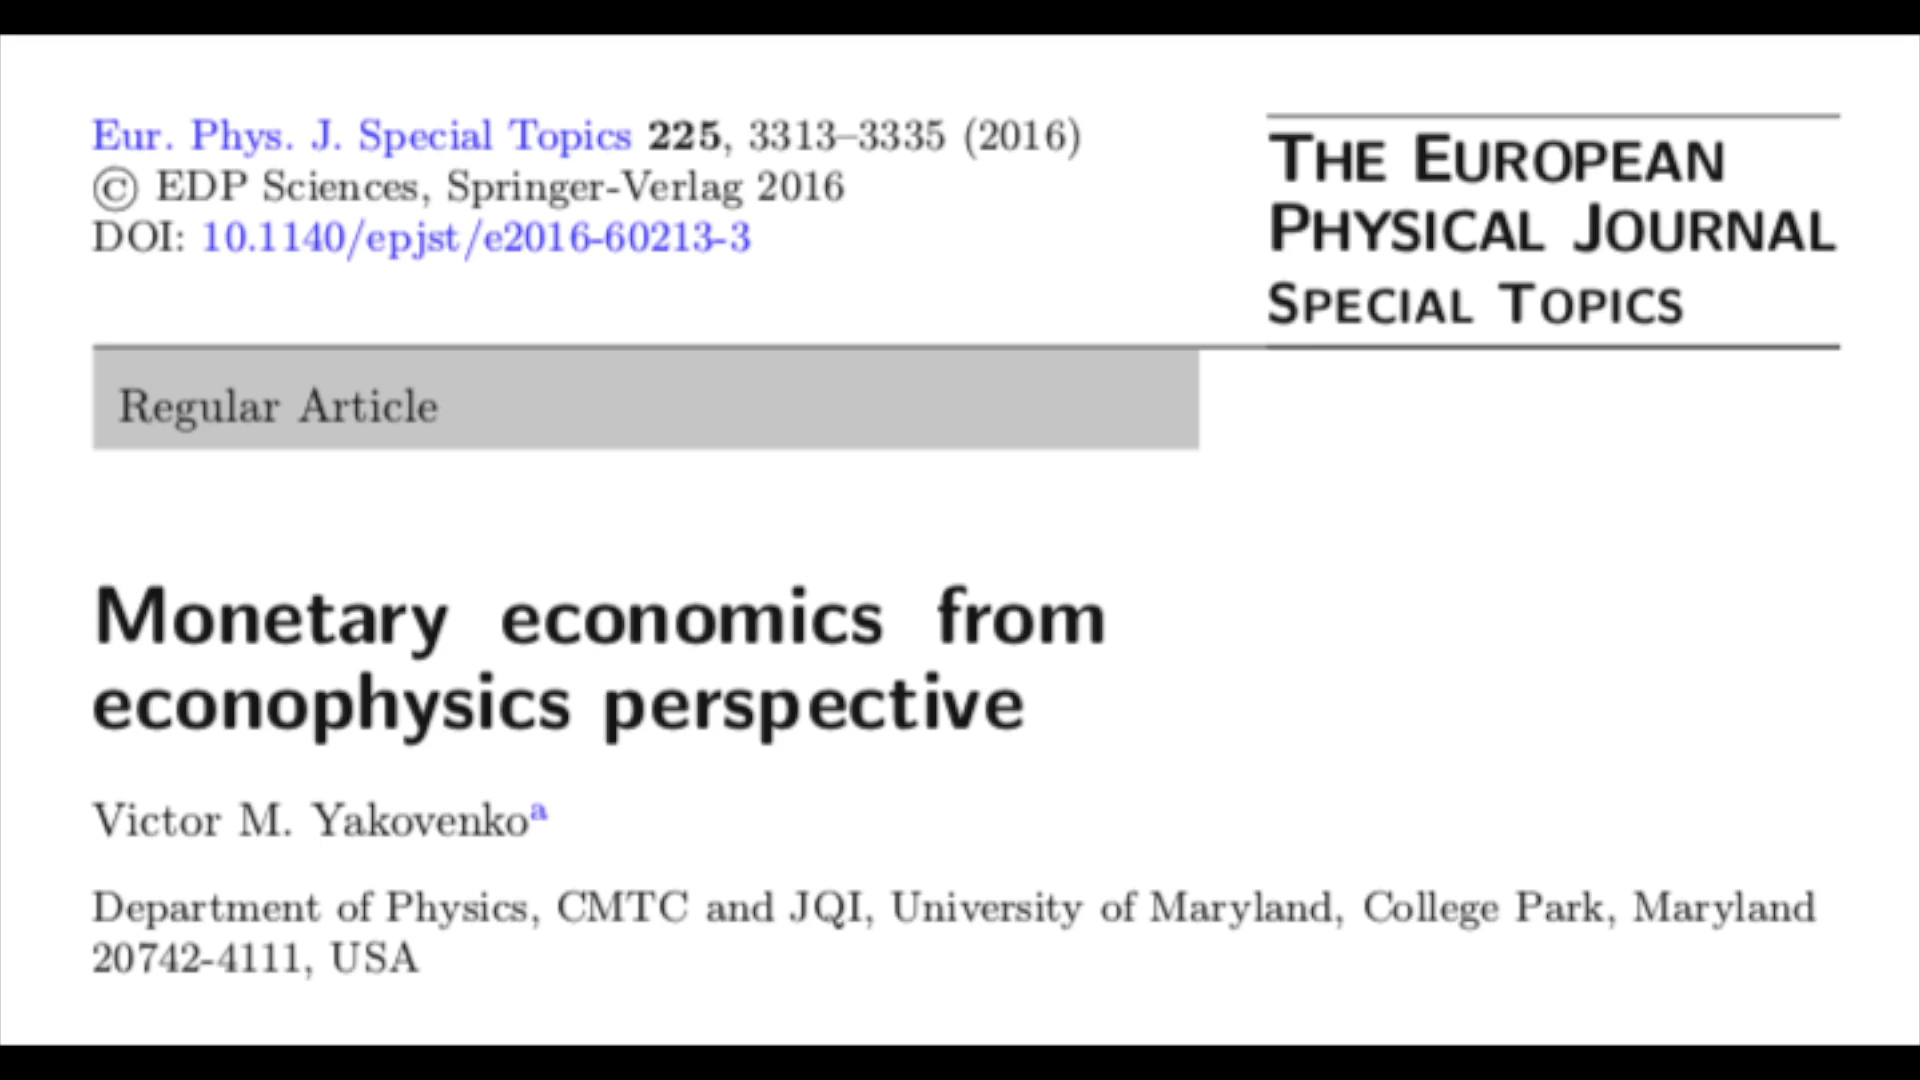 Eur. Phys. J. Special Topics 225, 3313–3335 (2016)
© EDP Sciences, Springer-Verlag 2016
DOI: 10.1140/epjst/e2016-60213-3
THE EUROPEAN
PHYSICAL JOURNAL
SPECIAL TOPICS
Regular Article
Monetary economics from
econophysics perspective
Victor M. Yakovenkoa
Department of Physics, CMTC and JQI, University of Maryland, College Park, Maryland
20742-4111, USA